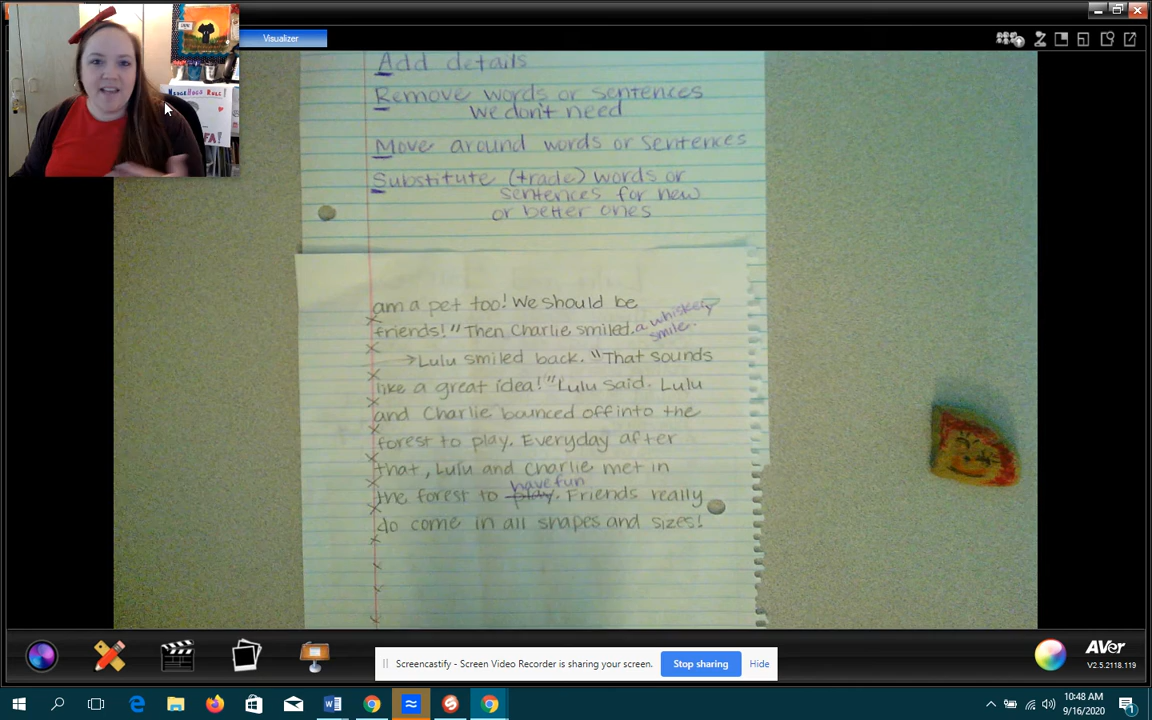 Visualizer
Add details
Remove words or sentences
we don't need
Move around words or sentences
Substitute (trade) words or
sentences for new
or better ones
am a pet too! We should be
friends!" Then Charlie smiled. a whiskery
smile.
Lulu smiled back. "That sounds
like a great idea!" Lulu said. Lulu
and Charlie bounced off into the
forest to play. Everyday after
that, Lulu and Charlie met in
have fun
the forest to play. Friends really
do come in all shapes and sizes!
Screencastify - Screen Video Recorder is sharing your screen.
Stop sharing
Hide
AVer
V2.5.2118.119
10:48 AM
9/16/2020